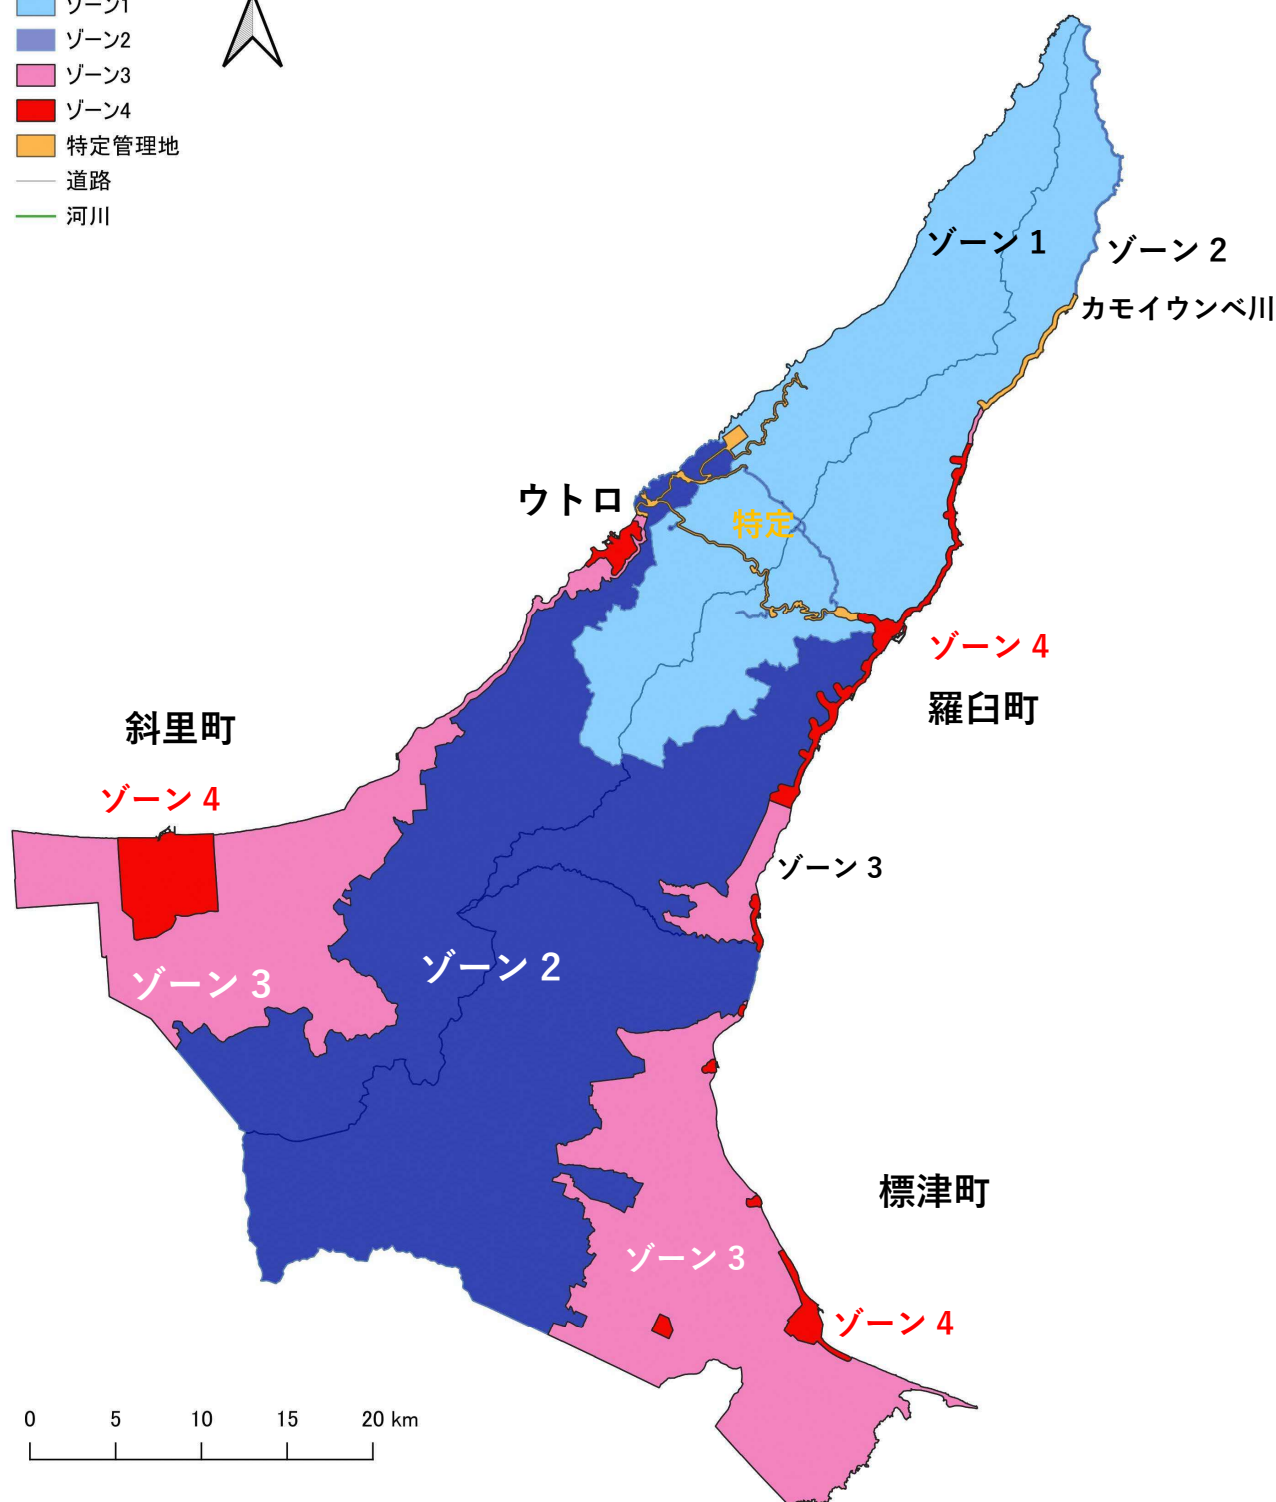 ゾーン1
ゾーン2
ゾーン3
ゾーン4
特定管理地
道路
河川
ゾーン１
ゾーン２
カモイウンベ川
ウトロ
特定
ゾーン４
羅臼町
斜里町
ゾーン４
ゾーン３
ゾーン２
ゾーン３
標津町
ゾーン３
ゾーン４
0 5 10 15 20 km